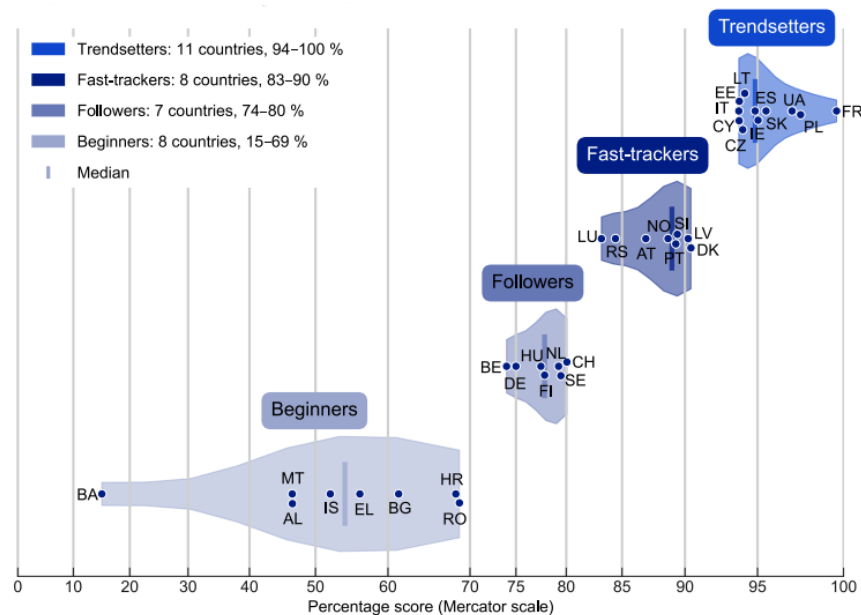 Trendsetters
Trendsetters: 11 countries, 94–100 %
Fast-trackers: 8 countries, 83–90 %
Followers: 7 countries, 74–80 %
Beginners: 8 countries, 15–69 %
Median
LT
EE
ES
UA
IT
FR
CY
IE
SK
PL
CZ
Fast-trackers
NO
SI
LU
LV
RS
AT
PT
DK
Followers
HU
NL
CH
BE
DE
FI
SE
Beginners
MT
HR
BA
AL
IS
EL
BG
RO
0 10 20 30 40 50 60 70 75 80 85 90 95 100
Percentage score (Mercator scale)